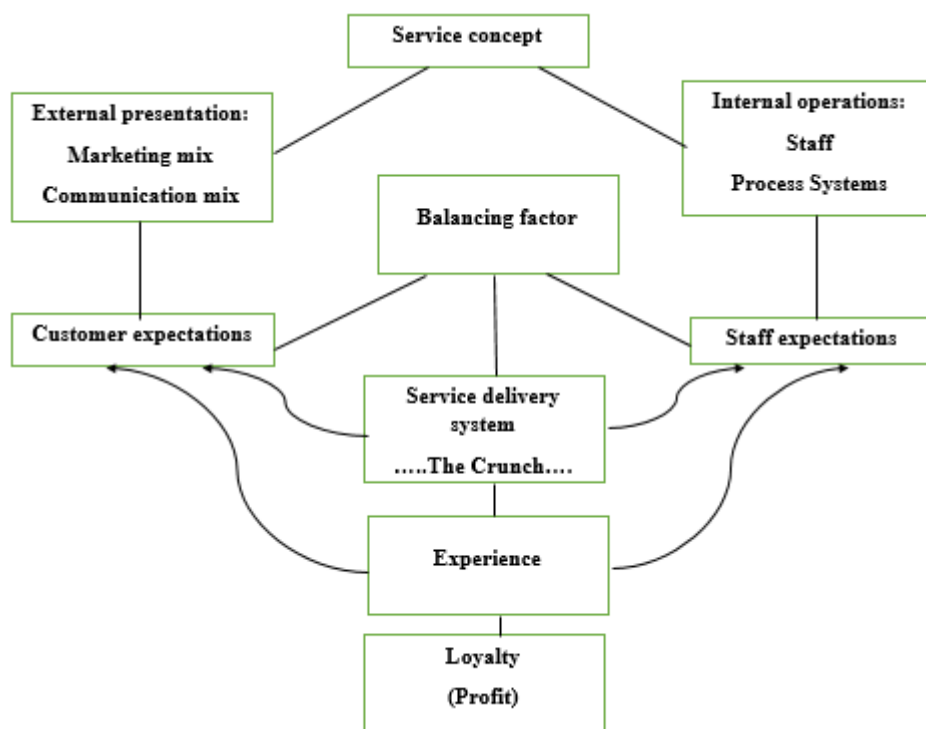 Service concept
External presentation:
Marketing mix
Communication mix
Internal operations:
Staff
Process Systems
Balancing factor
Customer expectations
Staff expectations
Service delivery
system
.....The Crunch....
Experience
Loyalty
(Profit)